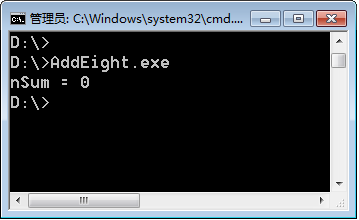 管理员: C:\Windows\system32\cmd....
D:\>
D:\>AddEight.exe
nSum = 0
D:\>